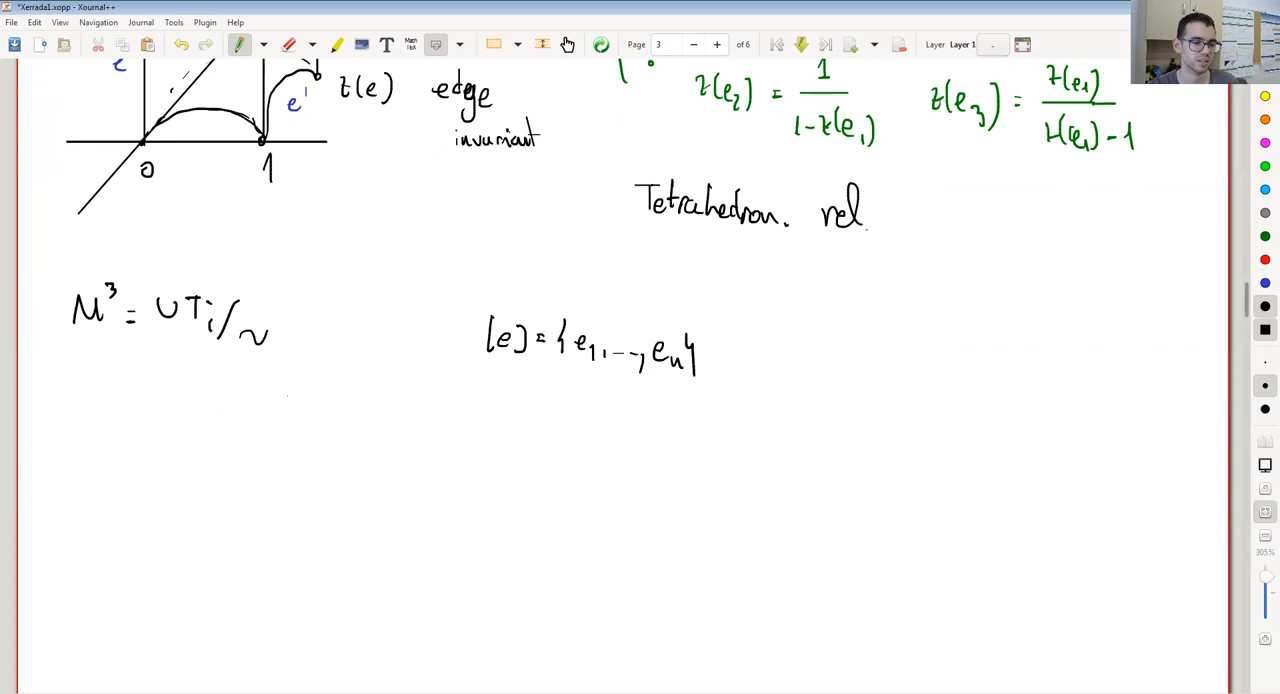 *Xerrada1.xopp - Xournal++
File Edit View Navigation Journal Tools Plugin Help
Page 3 of 6 Layer Layer 1
305%
e
e'
z(e) edge
invariant
0 1
z(e₂) = 1 / 1-z(e₁)
z(e₃) = z(e₁) / z(e₁) - 1
Tetrahedron. rel
M³ = ∪Tᵢ/∼
[e] = {e₁, ..., eₙ}